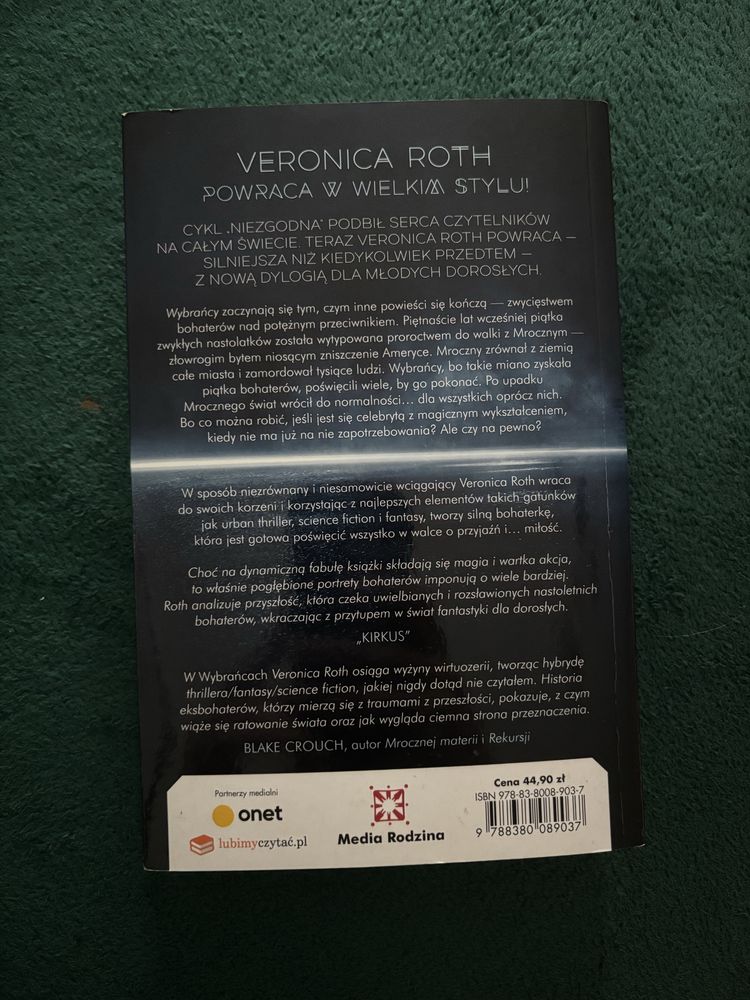 VERONICA ROTH
POWRACA W WIELKIM STYLU!
CYKL „NIEZGODNA” PODBIŁ SERCA CZYTELNIKÓW
NA CAŁYM ŚWIECIE. TERAZ VERONICA ROTH POWRACA –
SILNIEJSZA NIŻ KIEDYKOLWIEK PRZEDTEM –
Z NOWĄ DYLOGIĄ DLA MŁODYCH DOROSŁYCH.
Wybrańcy zaczynają się tym, czym inne powieści się kończą — zwycięstwem
bohaterów nad potężnym przeciwnikiem. Piętnaście lat wcześniej piątka
zwykłych nastolatków została wytypowana proroctwem do walki z Mrocznym —
złowrogim bytem niosącym zniszczenie Ameryce. Mroczny zrównał z ziemią
całe miasta i zamordował tysiące ludzi. Wybrańcy, bo takie miano zyskała
piątka bohaterów, poświęcili wiele, by go pokonać. Po upadku
Mrocznego świat wrócił do normalności... dla wszystkich oprócz nich.
Bo co można robić, jeśli jest się celebrytą z magicznym wykształceniem,
kiedy nie ma już na nie zapotrzebowania? Ale czy na pewno?
W sposób niezrównany i niesamowicie wciągający Veronica Roth wraca
do swoich korzeni i korzystając z najlepszych elementów takich gatunków
jak urban thriller, science fiction i fantasy, tworzy silną bohaterkę,
która jest gotowa poświęcić wszystko w walce o przyjaźń i... miłość.
Choć na dynamiczną fabułę książki składają się magia i wartka akcja,
to właśnie pogłębione portrety bohaterów imponują o wiele bardziej.
Roth analizuje przyszłość, która czeka uwielbianych i rozsławionych nastoletnich
bohaterów, wkraczając z przytupem w świat fantastyki dla dorosłych.
„KIRKUS”
W Wybrańcach Veronica Roth osiąga wyżyny wirtuozerii, tworząc hybrydę
thrillera/fantasy/science fiction, jakiej nigdy dotąd nie czytałem. Historia
eksbohaterów, którzy mierzą się z traumami z przeszłości, pokazuje, z czym
wiąże się ratowanie świata oraz jak wygląda ciemna strona przeznaczenia.
BLAKE CROUCH, autor Mrocznej materii i Rekursji
Partnerzy medialni
onet
lubimyczytać.pl
Media Rodzina
Cena 44,90 zł
ISBN 978-83-8008-903-7
9 788380 089037